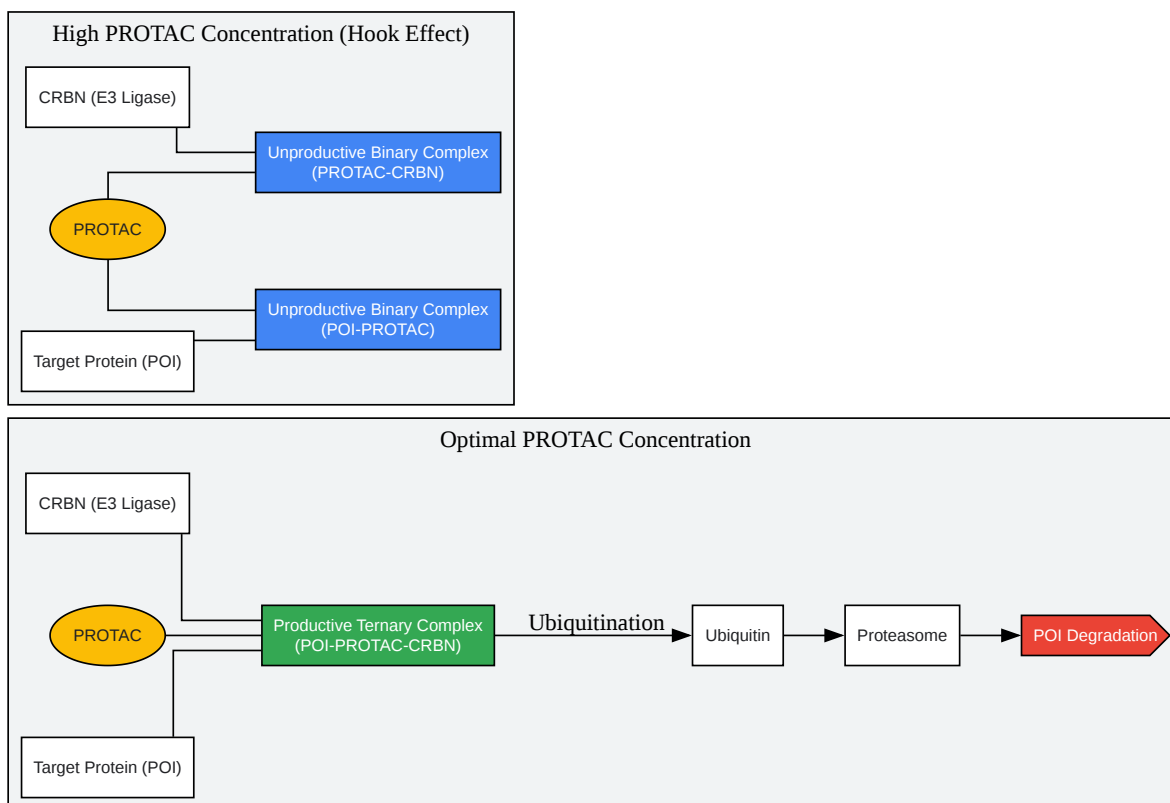 High PROTAC Concentration (Hook Effect)
CRBN (E3 Ligase)
Unproductive Binary Complex
(PROTAC-CRBN)
PROTAC
Unproductive Binary Complex
(POI-PROTAC)
Target Protein (POI)
Optimal PROTAC Concentration
CRBN (E3 Ligase)
PROTAC
Productive Ternary Complex
(POI-PROTAC-CRBN)
Ubiquitination
Ubiquitin
Proteasome
POI Degradation
Target Protein (POI)